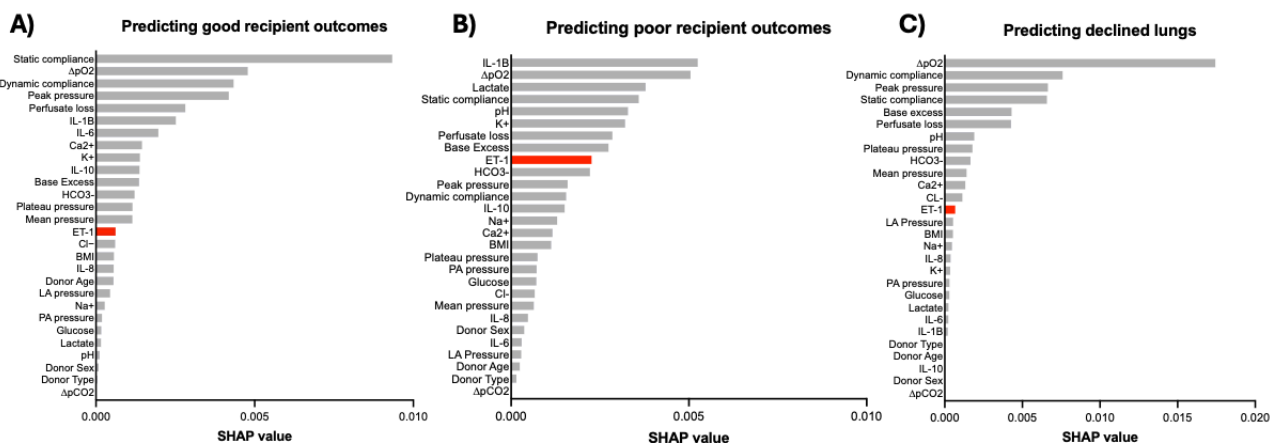 A)
Predicting good recipient outcomes
Static compliance
ΔpO2
Dynamic compliance
Peak pressure
Perfusate loss
IL-1B
IL-6
Ca2+
K+
IL-10
Base Excess
HCO3-
Plateau pressure
Mean pressure
ET-1
Cl−
BMI
IL-8
Donor Age
LA pressure
Na+
PA pressure
Glucose
Lactate
pH
Donor Sex
Donor Type
ΔpCO2
0.000 0.005 0.010
SHAP value
B)
Predicting poor recipient outcomes
IL-1B
ΔpO2
Lactate
Static compliance
pH
K+
Perfusate loss
Base Excess
ET-1
HCO3-
Peak pressure
Dynamic compliance
IL-10
Na+
Ca2+
BMI
Plateau pressure
PA pressure
Glucose
Cl-
Mean pressure
IL-8
Donor Sex
IL-6
LA Pressure
Donor Age
Donor Type
ΔpCO2
0.000 0.005 0.010
SHAP value
C)
Predicting declined lungs
ΔpO2
Dynamic compliance
Peak pressure
Static compliance
Base excess
Perfusate loss
pH
Plateau pressure
HCO3-
Mean pressure
Ca2+
CL-
ET-1
LA Pressure
BMI
Na+
IL-8
K+
PA pressure
Glucose
Lactate
IL-6
IL-1B
Donor Type
Donor Age
IL-10
Donor Sex
ΔpCO2
0.000 0.005 0.010 0.015 0.020
SHAP value